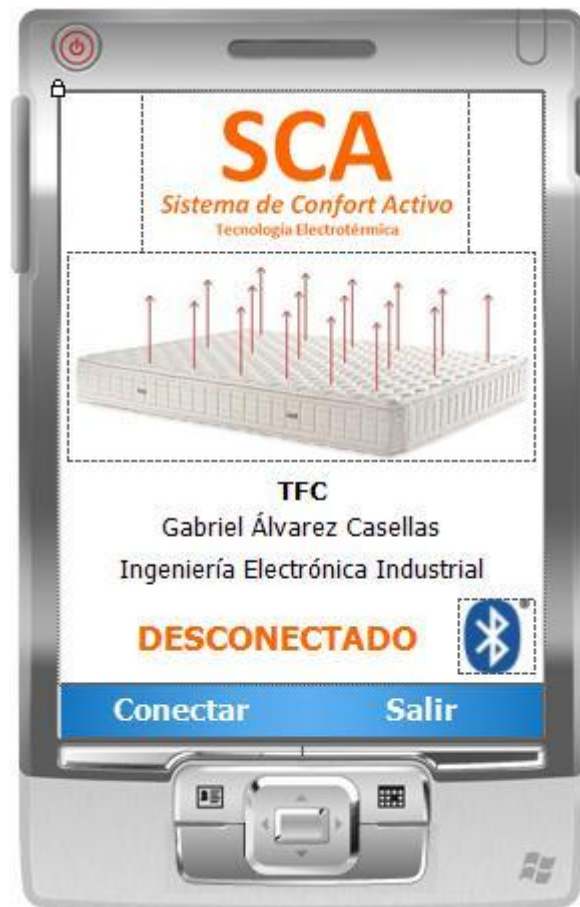 SCA
Sistema de Confort Activo
Tecnología Electrotérmica
TFC
Gabriel Álvarez Casellas
Ingeniería Electrónica Industrial
DESCONECTADO
Conectar Salir